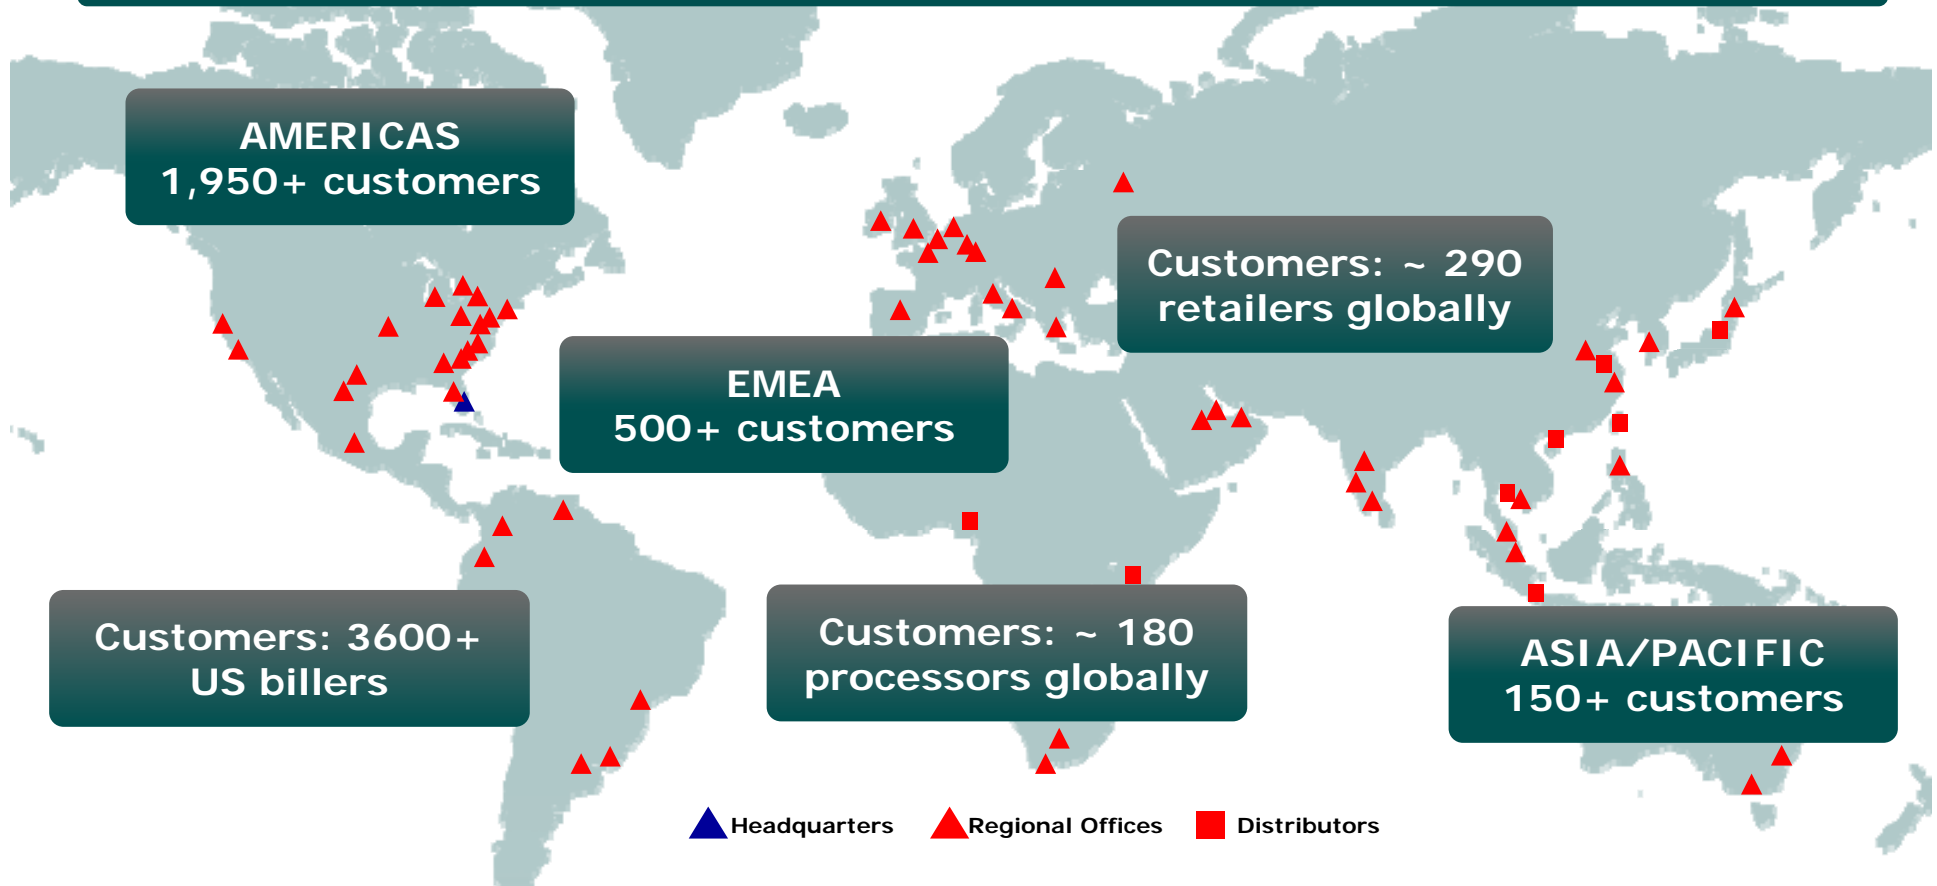 AMERICAS
1,950+ customers
Customers: ~ 290
retailers globally
EMEA
500+ customers
Customers: 3600+
US billers
Customers: ~ 180
processors globally
ASIA/PACIFIC
150+ customers
Headquarters
Regional Offices
Distributors